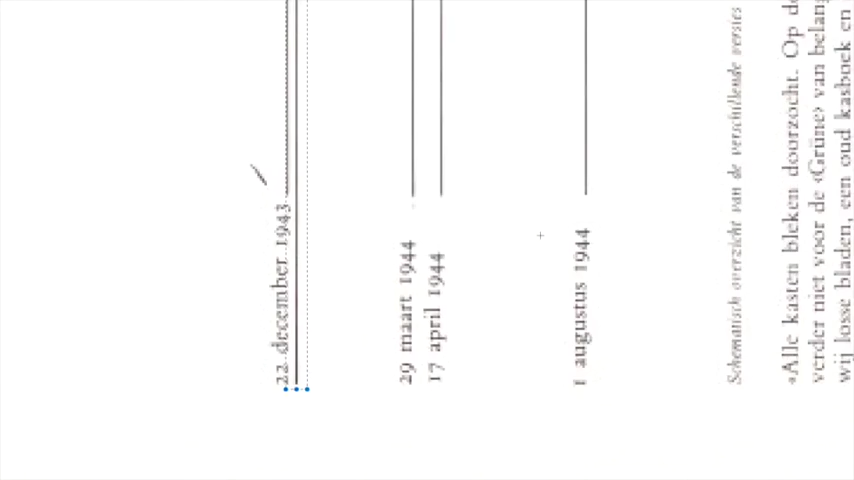 22 december 1943
29 maart 1944
17 april 1944
1 augustus 1944
Schematisch overzicht van de verschillende versies
«Alle kasten bleken doorzocht. Op de
verder niet voor de ‹Grüne› van belang
wij losse bladen, een oud kasboek en